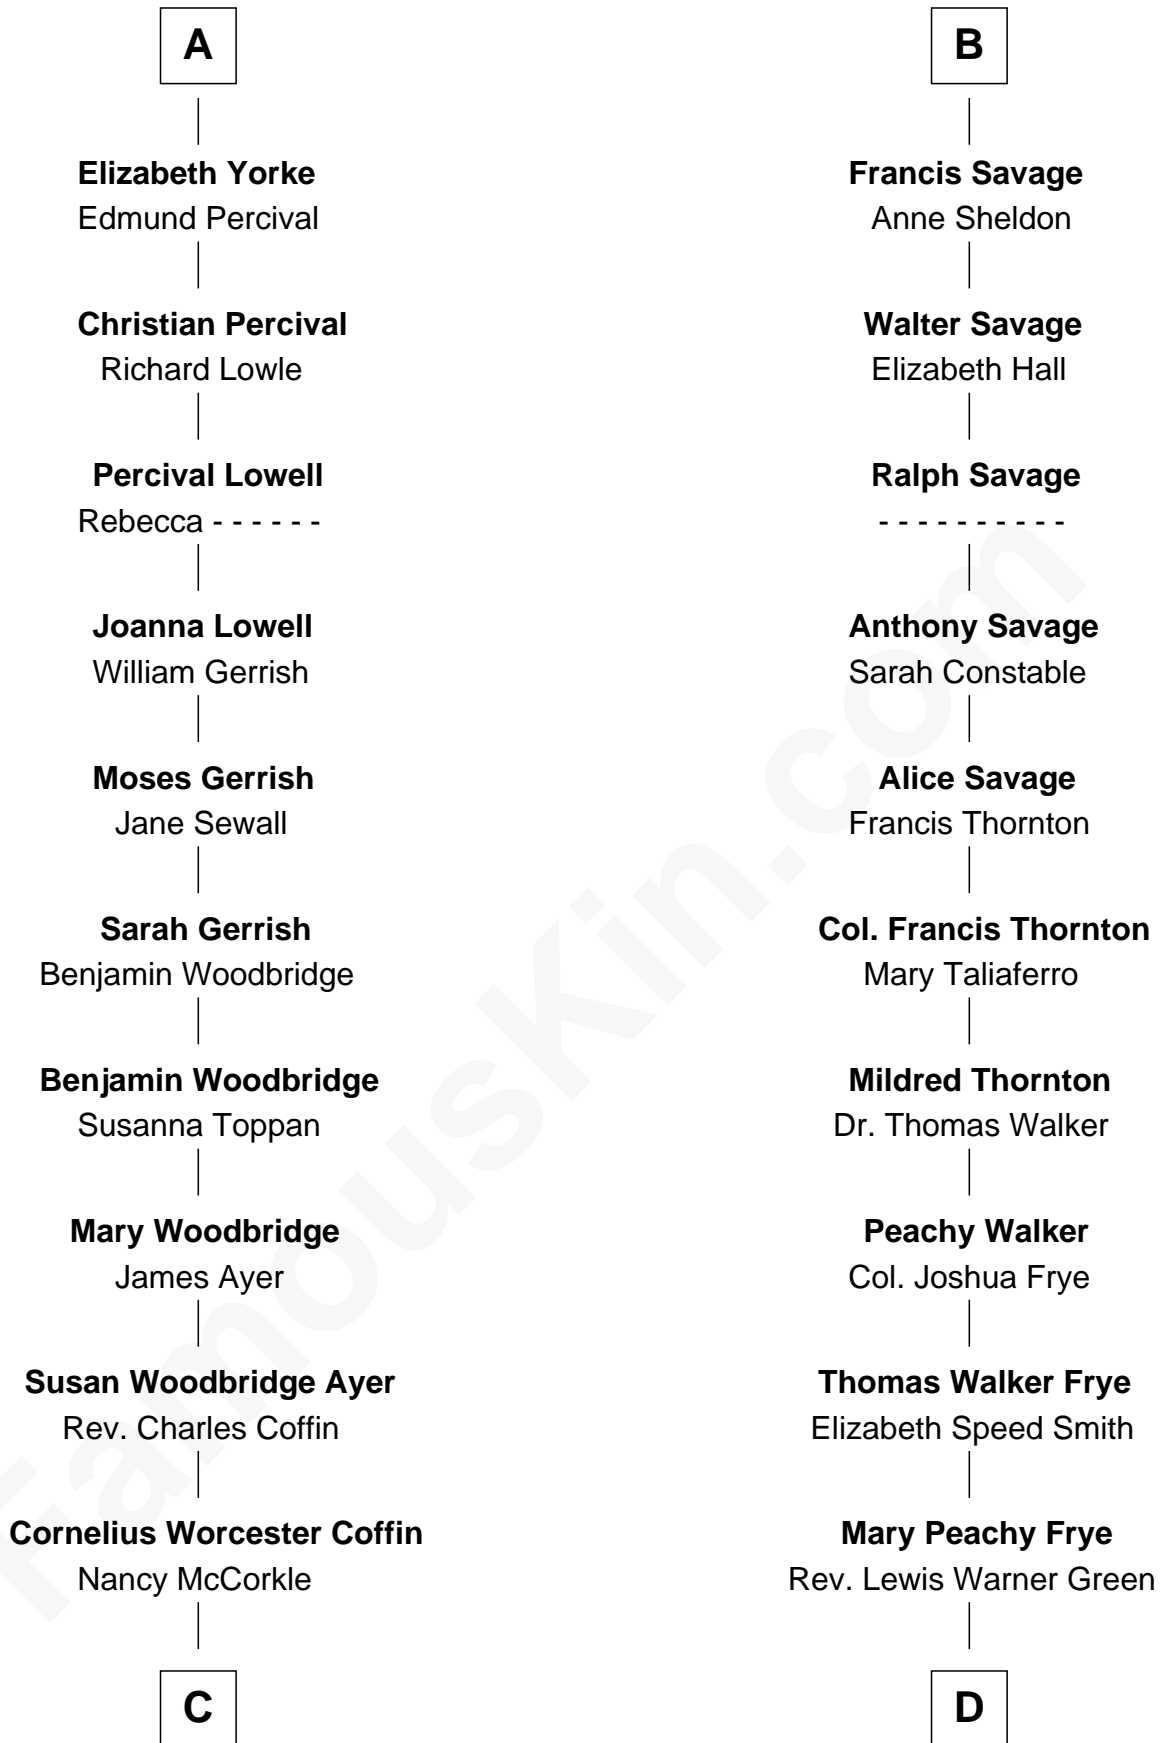 A
Elizabeth Yorke
Edmund Percival
Christian Percival
Richard Lowle
Percival Lowell
Rebecca - - - - - -
Joanna Lowell
William Gerrish
Moses Gerrish
Jane Sewall
Sarah Gerrish
Benjamin Woodbridge
Benjamin Woodbridge
Susanna Toppan
Mary Woodbridge
James Ayer
Susan Woodbridge Ayer
Rev. Charles Coffin
Cornelius Worcester Coffin
Nancy McCorkle
C
B
Francis Savage
Anne Sheldon
Walter Savage
Elizabeth Hall
Ralph Savage
- - - - - - - - - -
Anthony Savage
Sarah Constable
Alice Savage
Francis Thornton
Col. Francis Thornton
Mary Taliaferro
Mildred Thornton
Dr. Thomas Walker
Peachy Walker
Col. Joshua Frye
Thomas Walker Frye
Elizabeth Speed Smith
Mary Peachy Frye
Rev. Lewis Warner Green
D
FamousKin.com